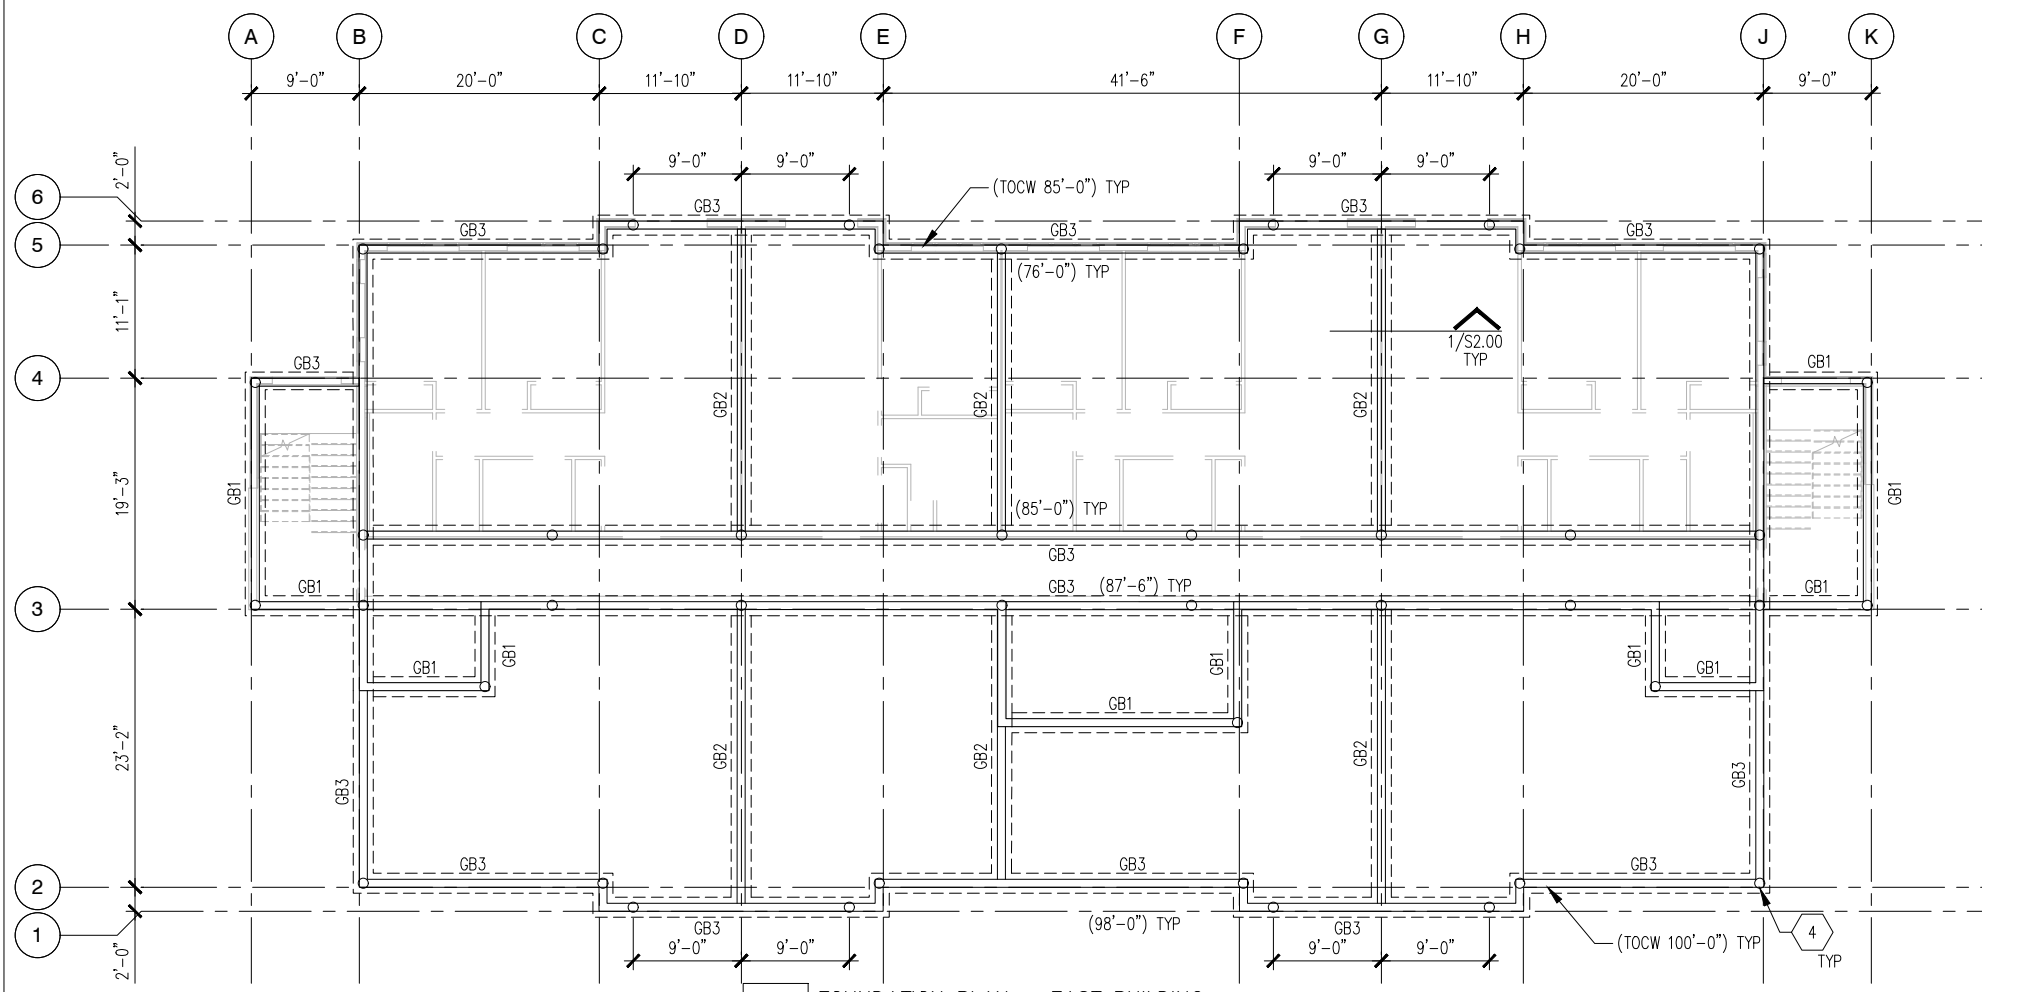 A B C D E F G H J K
9'-0" 20'-0" 11'-10" 11'-10" 41'-6" 11'-10" 20'-0" 9'-0"
2'-0"
9'-0" 9'-0" 9'-0" 9'-0"
6
(TOCW 85'-0") TYP
GB3 GB3
5
GB3 GB3 GB3
(76'-0") TYP
11'-1"
1/S2.00
TYP
4
GB3 GB1
GB2 GB2 GB2
19'-3"
GB1 GB1
(85'-0") TYP
GB3
GB1 GB3 (87'-6") TYP GB1
3
GB1 GB1 GB1 GB1 GB1
GB1
23'-2"
GB2 GB2 GB2
GB3 GB3
GB3 GB3 GB3
2
1
(98'-0") TYP
GB3 GB3
4
TYP
(TOCW 100'-0") TYP
9'-0" 9'-0" 9'-0" 9'-0"
2'-0"